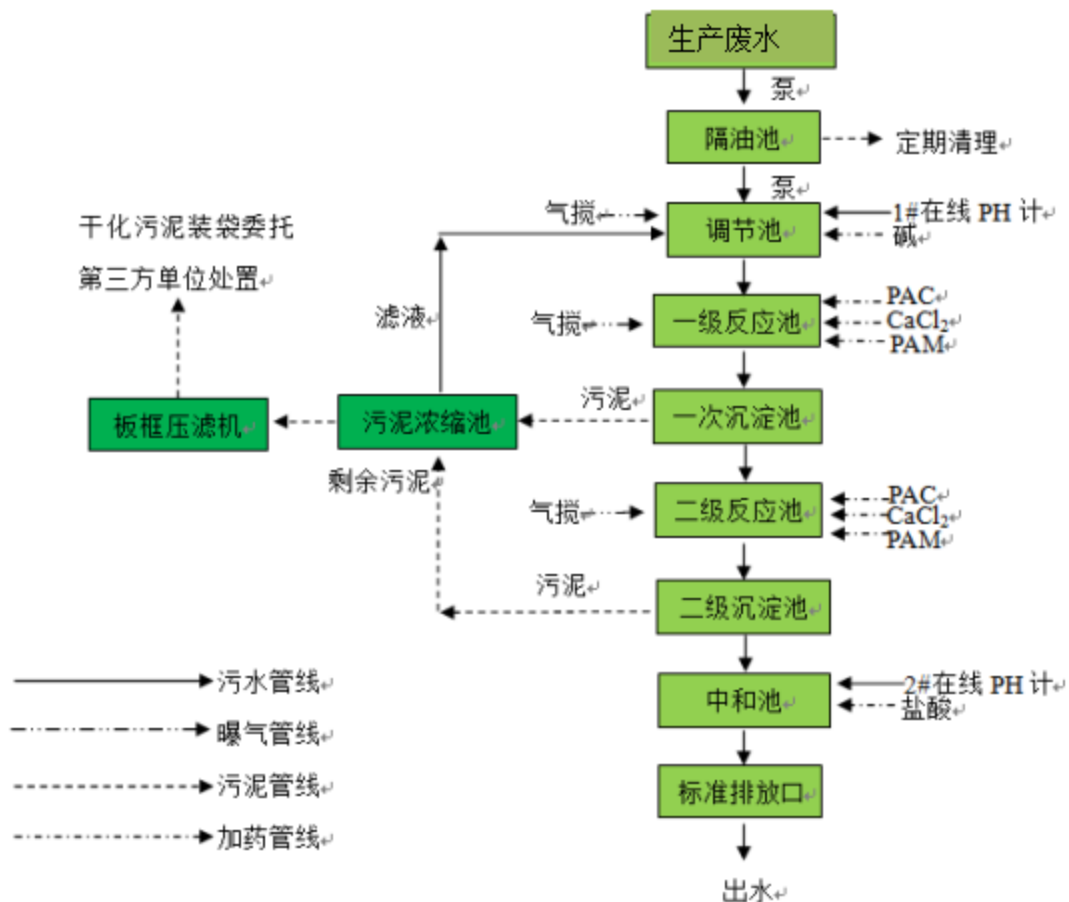 生产废水
泵
隔油池
定期清理
泵
气搅
调节池
1#在线 PH 计
碱
干化污泥装袋委托
第三方单位处置
滤液
气搅
一级反应池
PAC
CaCl₂
PAM
板框压滤机
污泥浓缩池
污泥
一次沉淀池
剩余污泥
气搅
二级反应池
PAC
CaCl₂
PAM
污泥
二级沉淀池
污水管线
曝气管线
污泥管线
加药管线
中和池
2#在线 PH 计
盐酸
标准排放口
出水